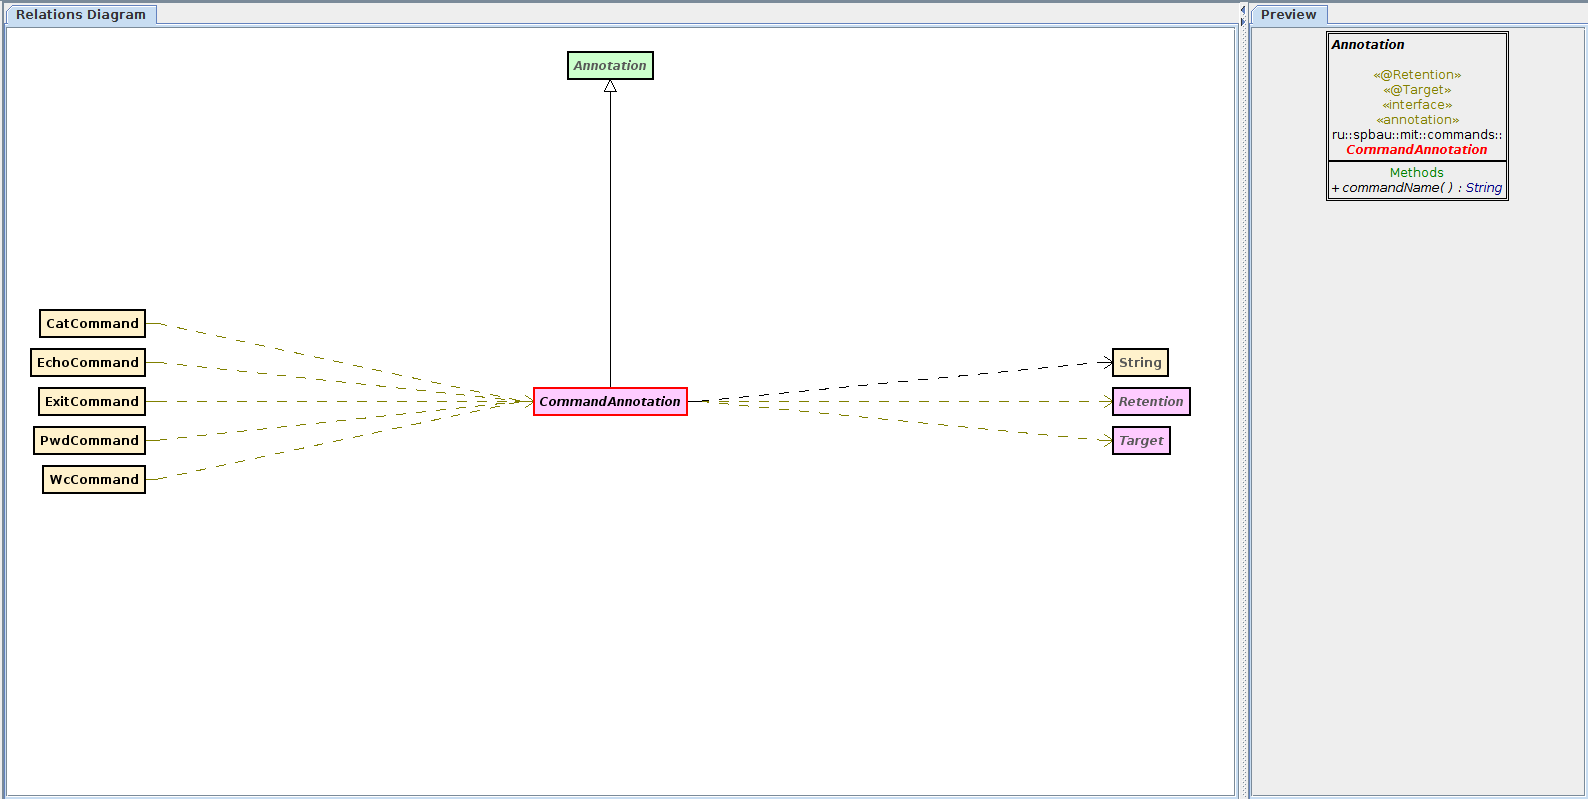 Relations Diagram
Annotation
CatCommand
EchoCommand
ExitCommand
PwdCommand
WcCommand
CommandAnnotation
String
Retention
Target
Preview
Annotation
«@Retention»
«@Target»
«interface»
«annotation»
ru::spbau::mit::commands::
CommandAnnotation
Methods
+ commandName( ) : String